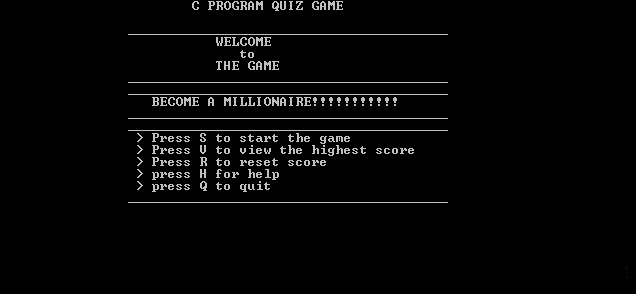 C PROGRAM QUIZ GAME
WELCOME
to
THE GAME
BECOME A MILLIONAIRE!!!!!!!!!!!
> Press S to start the game
> Press V to view the highest score
> Press R to reset score
> press H for help
> press Q to quit